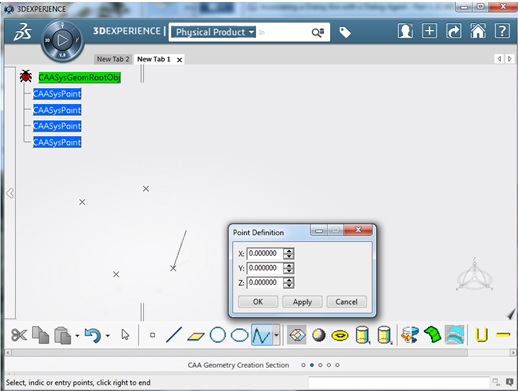 3DEXPERIENCE
3DEXPERIENCE | Physical Product in
New Tab 2 New Tab 1 x
CAASysGeomRootObj
CAASysPoint
CAASysPoint
CAASysPoint
CAASysPoint
Point Definition
X: 0.000000
Y: 0.000000
Z: 0.000000
OK Apply Cancel
CAA Geometry Creation Section
Select, indic or entry points, click right to end